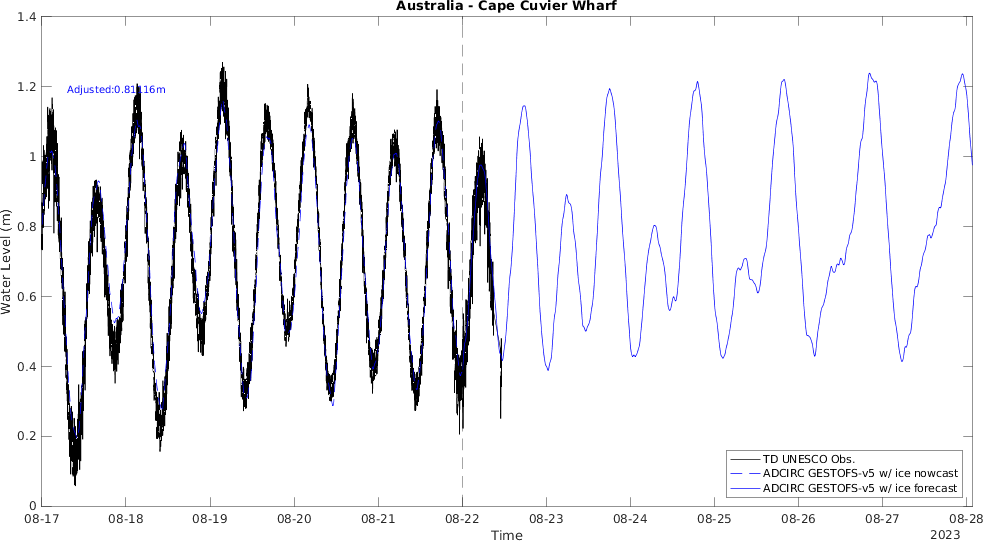 Australia - Cape Cuvier Wharf
1.4
1.2
1
0.8
0.6
0.4
0.2
0
Water Level (m)
Adjusted:0.81116m
TD UNESCO Obs.
ADCIRC GESTOFS-v5 w/ ice nowcast
ADCIRC GESTOFS-v5 w/ ice forecast
08-17 08-18 08-19 08-20 08-21 08-22 08-23 08-24 08-25 08-26 08-27 08-28
Time
2023